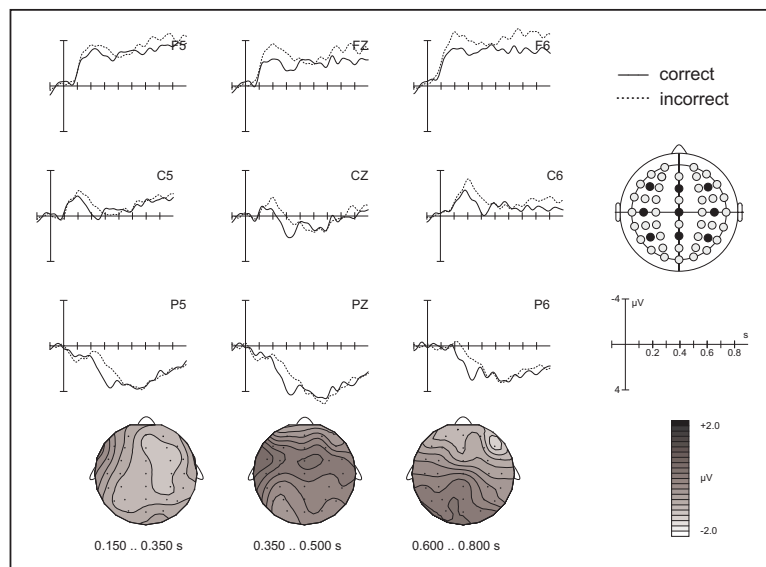 F5 FZ F6
correct
incorrect
C5 CZ C6
P5 PZ P6
-4
µV
s
0.2 0.4 0.6 0.8
4
+2.0
µV
-2.0
0.150 .. 0.350 s 0.350 .. 0.500 s 0.600 .. 0.800 s